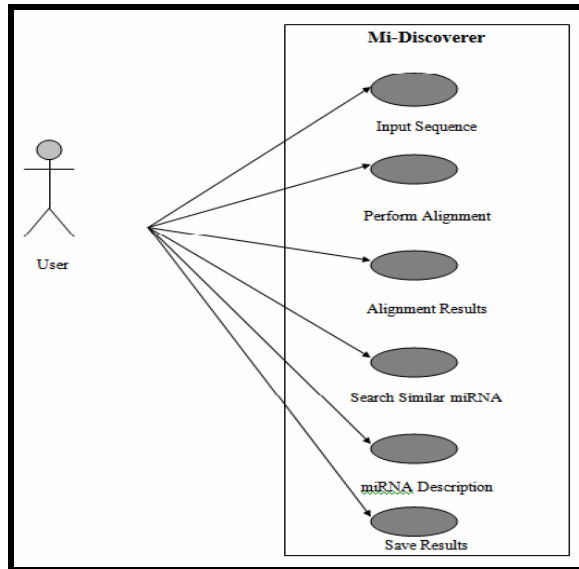 Mi-Discoverer
Input Sequence
Perform Alignment
User
Alignment Results
Search Similar miRNA
miRNA Description
Save Results